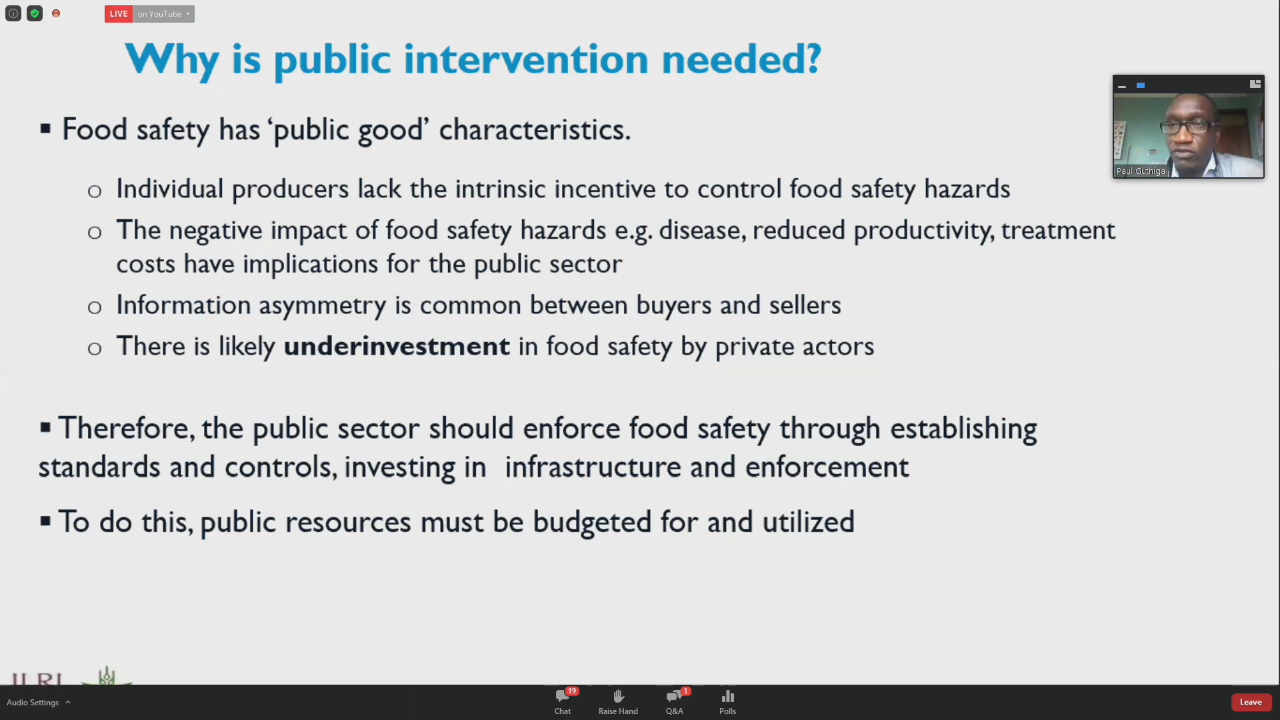 LIVE on YouTube
Why is public intervention needed?
▪ Food safety has ‘public good’ characteristics.
o Individual producers lack the intrinsic incentive to control food safety hazards
o The negative impact of food safety hazards e.g. disease, reduced productivity, treatment
costs have implications for the public sector
o Information asymmetry is common between buyers and sellers
o There is likely underinvestment in food safety by private actors
▪ Therefore, the public sector should enforce food safety through establishing
standards and controls, investing in infrastructure and enforcement
▪ To do this, public resources must be budgeted for and utilized
Paul Guthiga
ILRI
Audio Settings
19
Chat
Raise Hand
1
Q&A
Polls
Leave